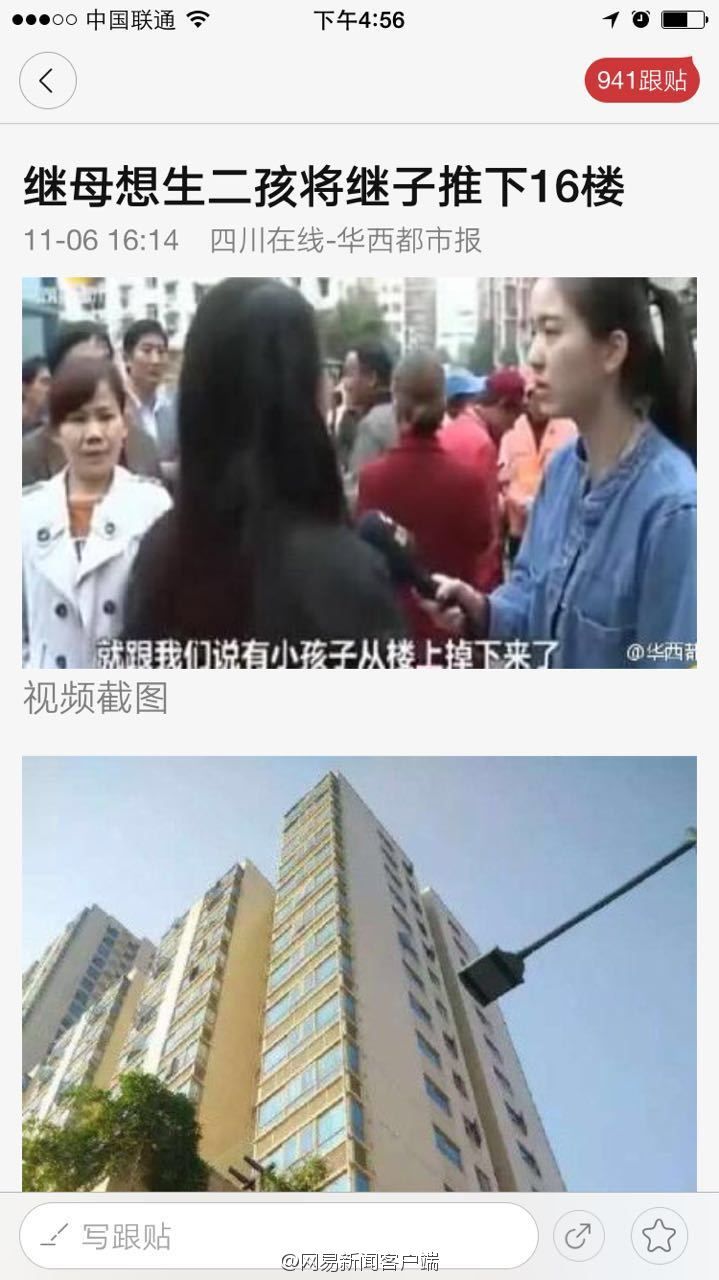 中国联通 下午4:56
941跟贴
继母想生二孩将继子推下16楼
11-06 16:14 四川在线-华西都市报
就跟我们说有小孩子从楼上掉下来了
@华西都
视频截图
写跟贴
@网易新闻客户端